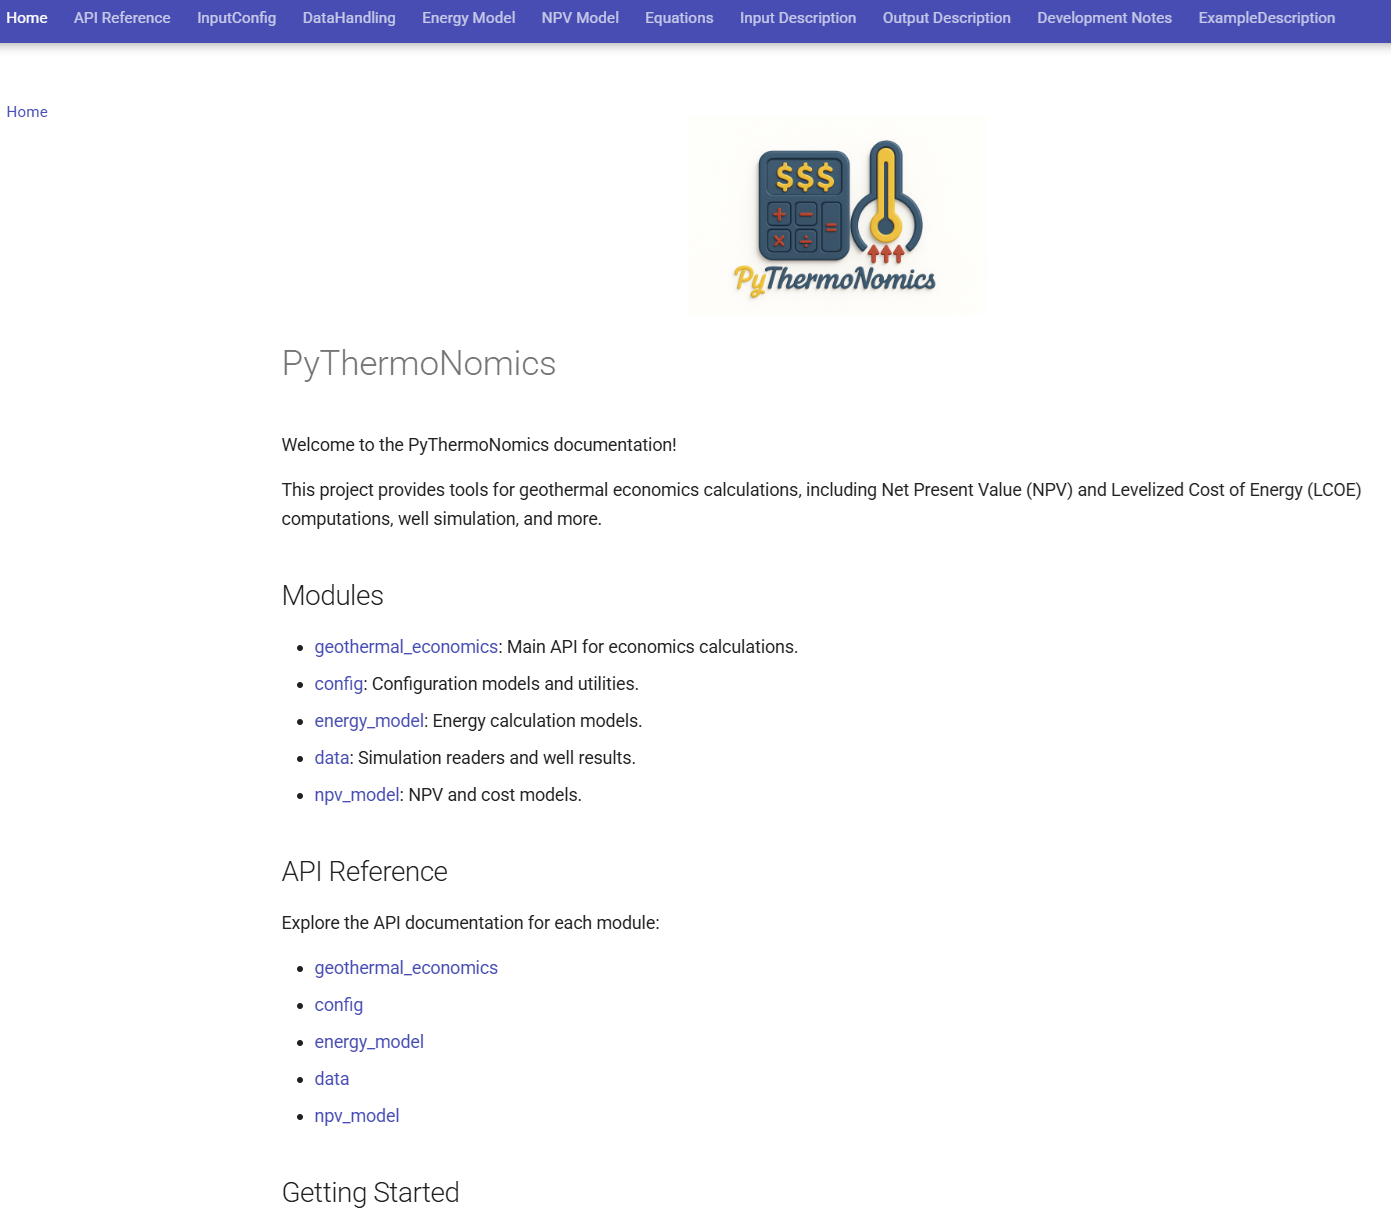 Home API Reference InputConfig DataHandling Energy Model NPV Model Equations Input Description Output Description Development Notes ExampleDescription
Home
$$$
+ −
× ÷ =
PyThermoNomics
PyThermoNomics
Welcome to the PyThermoNomics documentation!
This project provides tools for geothermal economics calculations, including Net Present Value (NPV) and Levelized Cost of Energy (LCOE)
computations, well simulation, and more.
Modules
• geothermal_economics: Main API for economics calculations.
• config: Configuration models and utilities.
• energy_model: Energy calculation models.
• data: Simulation readers and well results.
• npv_model: NPV and cost models.
API Reference
Explore the API documentation for each module:
• geothermal_economics
• config
• energy_model
• data
• npv_model
Getting Started